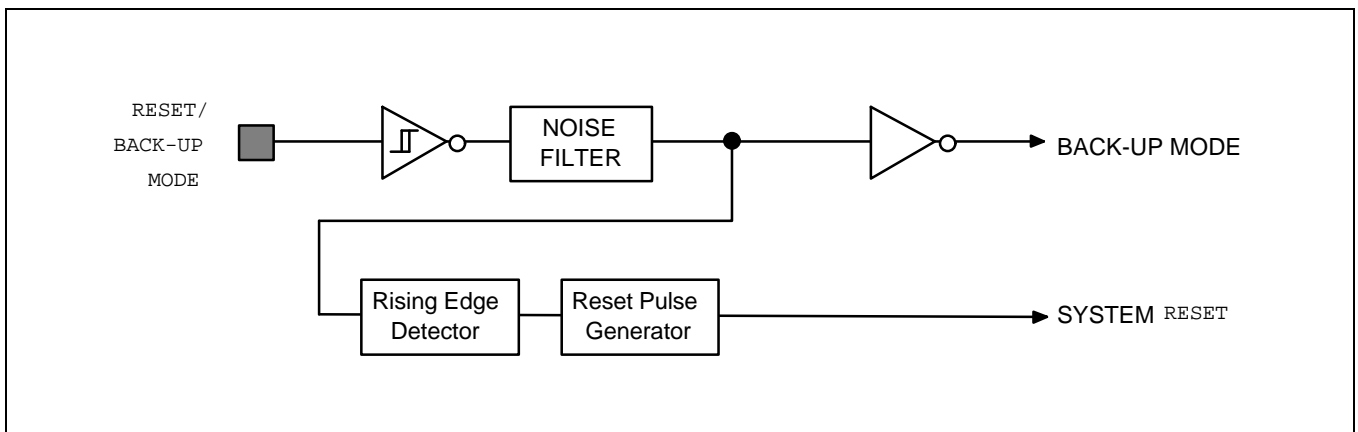 RESET/
BACK-UP
MODE
NOISE
FILTER
BACK-UP MODE
Rising Edge
Detector
Reset Pulse
Generator
SYSTEM RESET